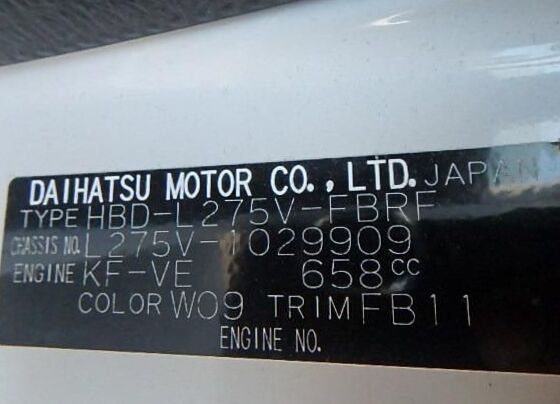 DAIHATSU MOTOR CO., LTD. JAPAN
TYPE HBD-L275V-FBRF
CHASSIS NO. L275V-1029909
ENGINE KF-VE 658cc
COLOR W09 TRIM FB11
ENGINE NO.